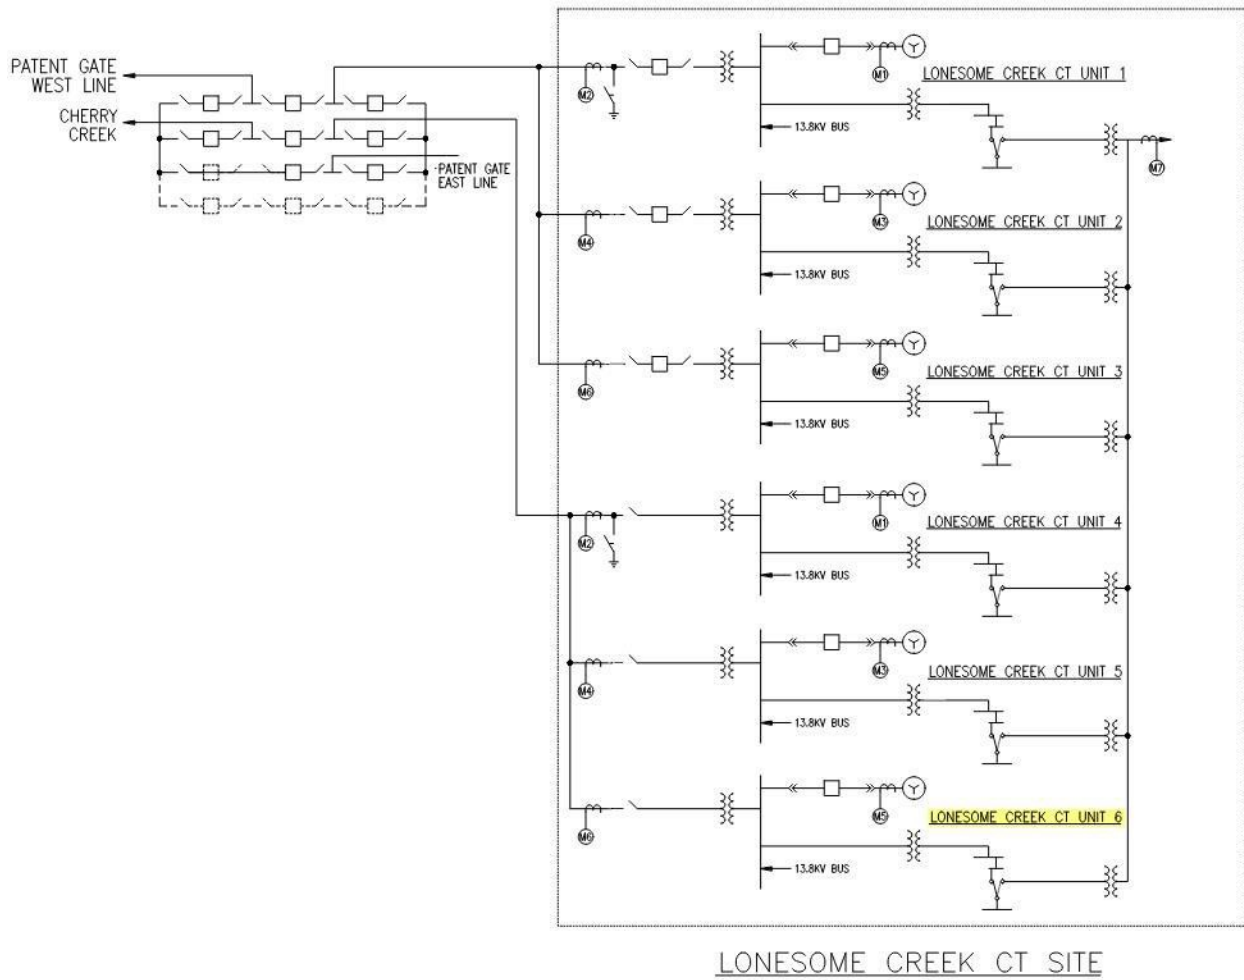 PATENT GATE
WEST LINE
CHERRY
CREEK
-PATENT GATE
EAST LINE
M1
LONESOME CREEK CT UNIT 1
M2
13.8KV BUS
M7
M3
LONESOME CREEK CT UNIT 2
M4
13.8KV BUS
M5
LONESOME CREEK CT UNIT 3
M6
13.8KV BUS
M1
LONESOME CREEK CT UNIT 4
M2
13.8KV BUS
M3
LONESOME CREEK CT UNIT 5
M4
13.8KV BUS
M5
LONESOME CREEK CT UNIT 6
M6
13.8KV BUS
LONESOME CREEK CT SITE